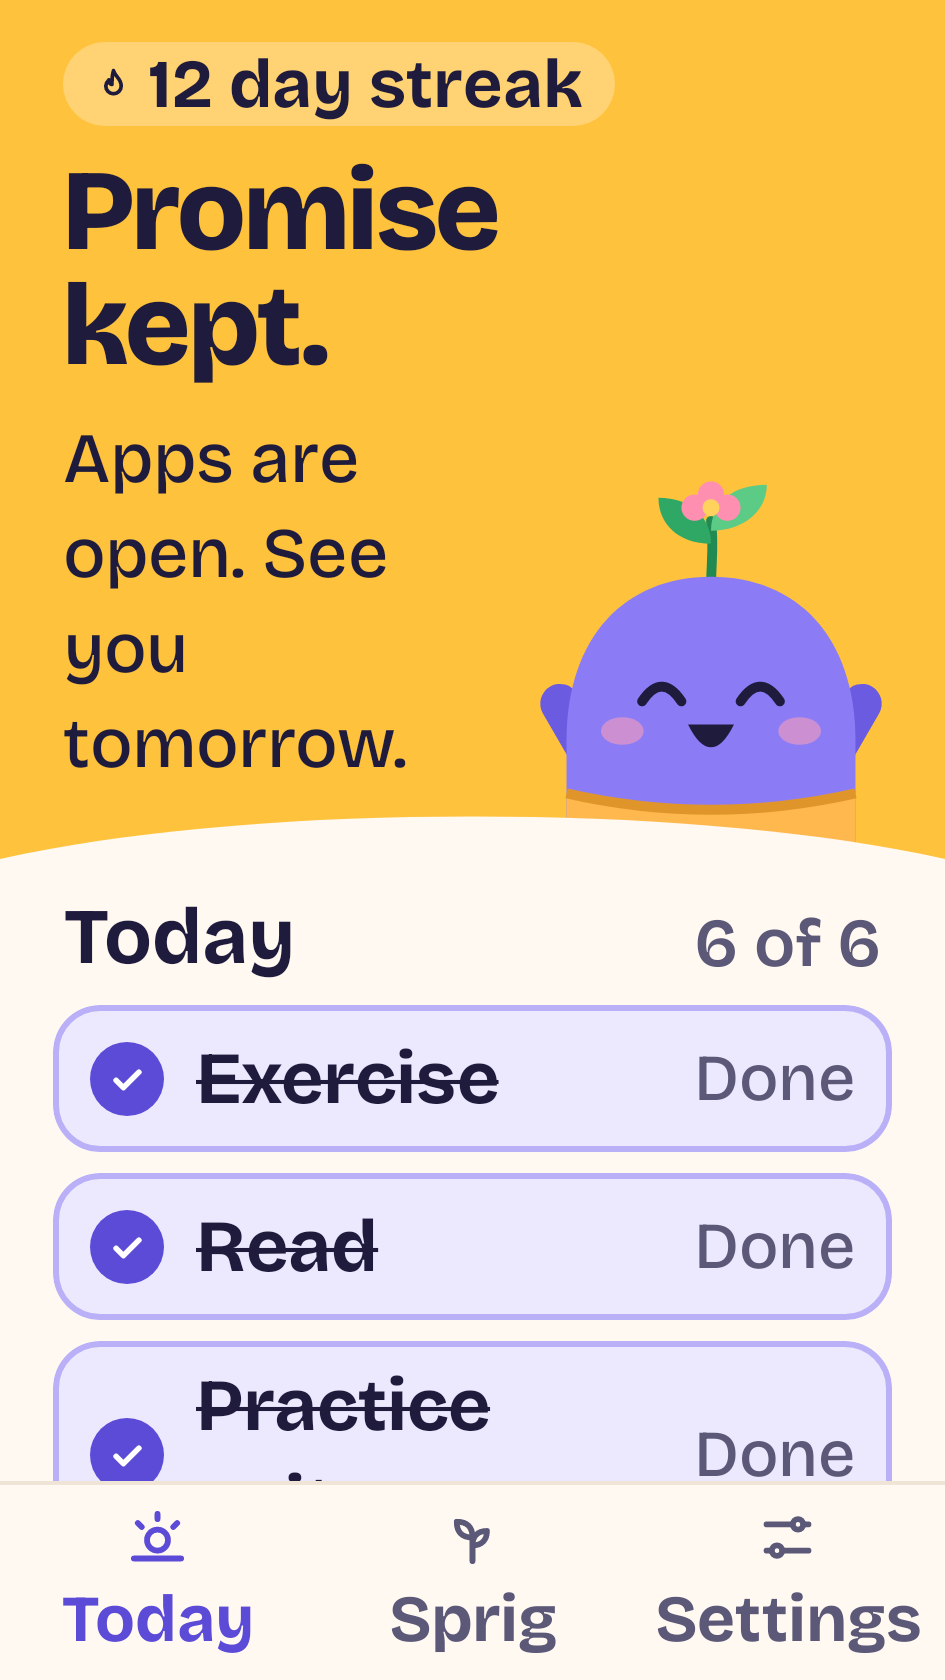 12 day streak
Promise
kept.
Apps are
open. See
you
tomorrow.
Today
6 of 6
Exercise
Done
Read
Done
Practice
Done
Today
Sprig
Settings